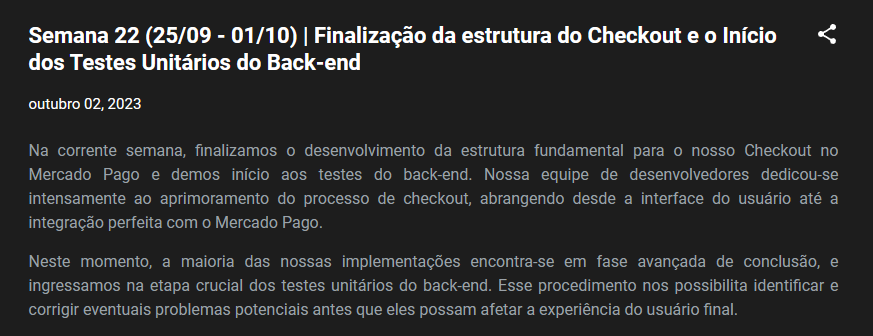 Semana 22 (25/09 - 01/10) | Finalização da estrutura do Checkout e o Início
dos Testes Unitários do Back-end
outubro 02, 2023
Na corrente semana, finalizamos o desenvolvimento da estrutura fundamental para o nosso Checkout no
Mercado Pago e demos início aos testes do back-end. Nossa equipe de desenvolvedores dedicou-se
intensamente ao aprimoramento do processo de checkout, abrangendo desde a interface do usuário até a
integração perfeita com o Mercado Pago.
Neste momento, a maioria das nossas implementações encontra-se em fase avançada de conclusão, e
ingressamos na etapa crucial dos testes unitários do back-end. Esse procedimento nos possibilita identificar e
corrigir eventuais problemas potenciais antes que eles possam afetar a experiência do usuário final.